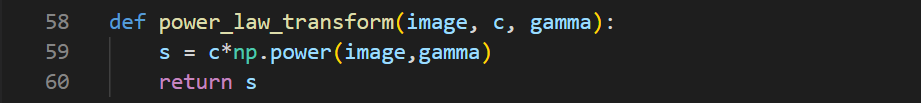 58 def power_law_transform(image, c, gamma):
59     s = c*np.power(image,gamma)
60     return s